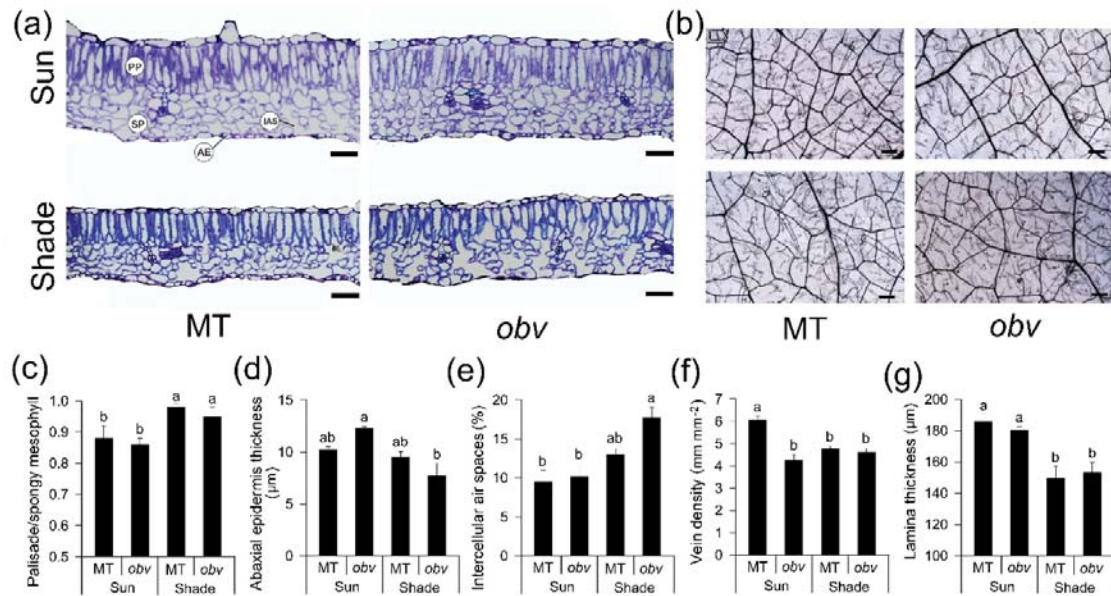 (a)
(b)
Sun
PP
SP
IAS
AE
Shade
MT
obv
MT
obv
(c)
Palisade/spongy mesophyll
1.0
0.9
0.8
0.7
0.6
0.5
b
b
a
a
MT
obv
MT
obv
Sun
Shade
(d)
Abaxial epidermis thickness (µm)
15
10
5
0
ab
a
ab
b
MT
obv
MT
obv
Sun
Shade
(e)
Intercellular air spaces (%)
20
15
10
5
0
b
b
ab
a
MT
obv
MT
obv
Sun
Shade
(f)
Vein density (mm mm⁻²)
7
6
5
4
3
2
1
0
a
b
b
b
MT
obv
MT
obv
Sun
Shade
(g)
Lamina thickness (µm)
200
180
160
140
120
100
a
a
b
b
MT
obv
MT
obv
Sun
Shade